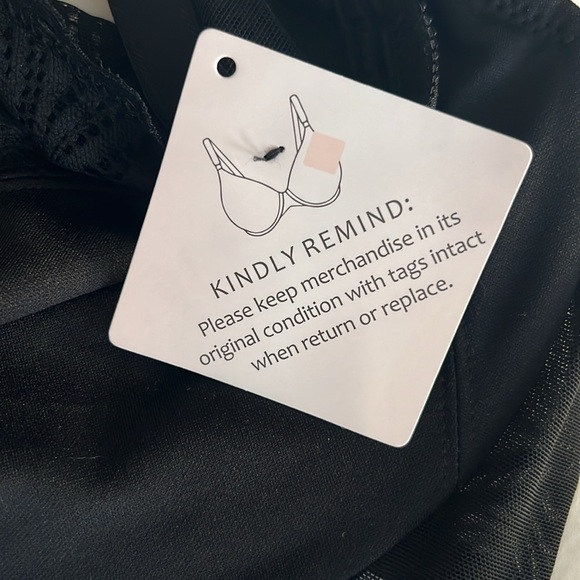 KINDLY REMIND:
Please keep merchandise in its
original condition with tags intact
when return or replace.